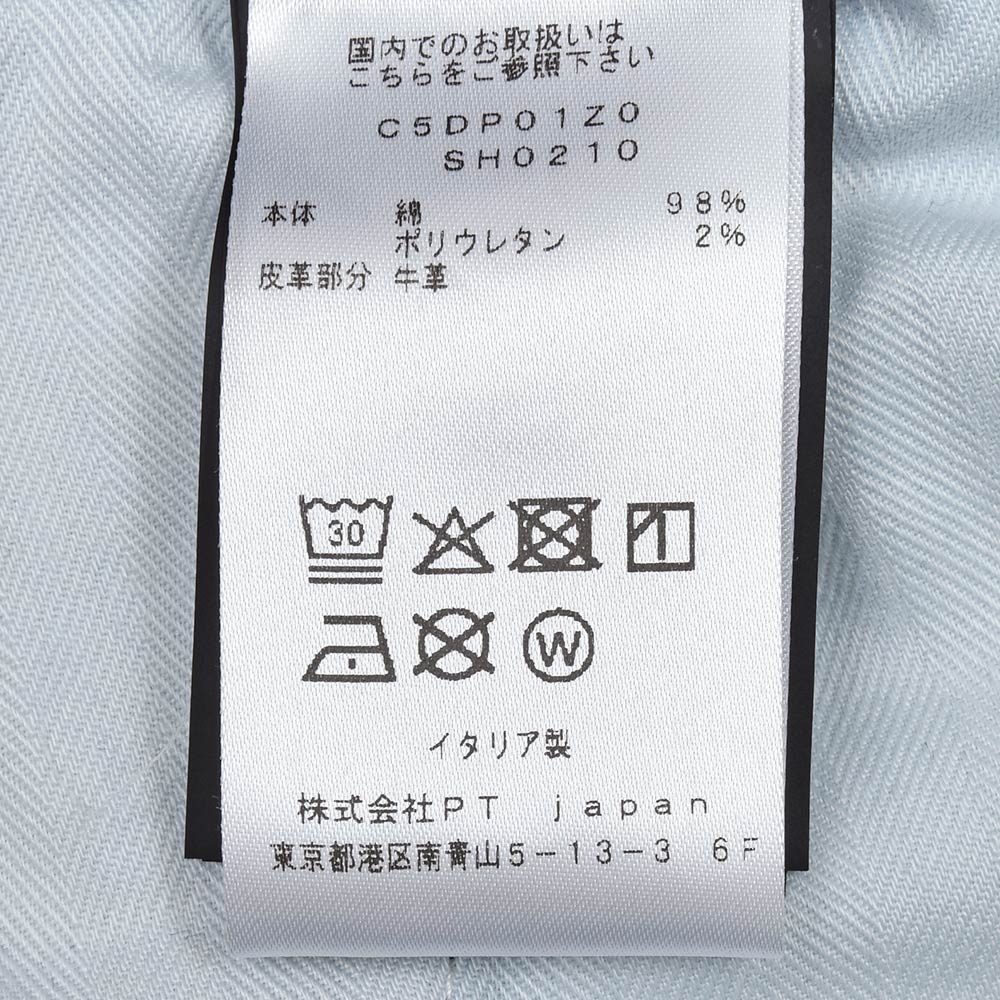 国内でのお取扱いは
こちらをご参照下さい
C5DP01Z0
SH0210
本体 綿 98%
ポリウレタン 2%
皮革部分 牛革
30
W
イタリア製
株式会社PT japan
東京都港区南青山5-13-3 6F